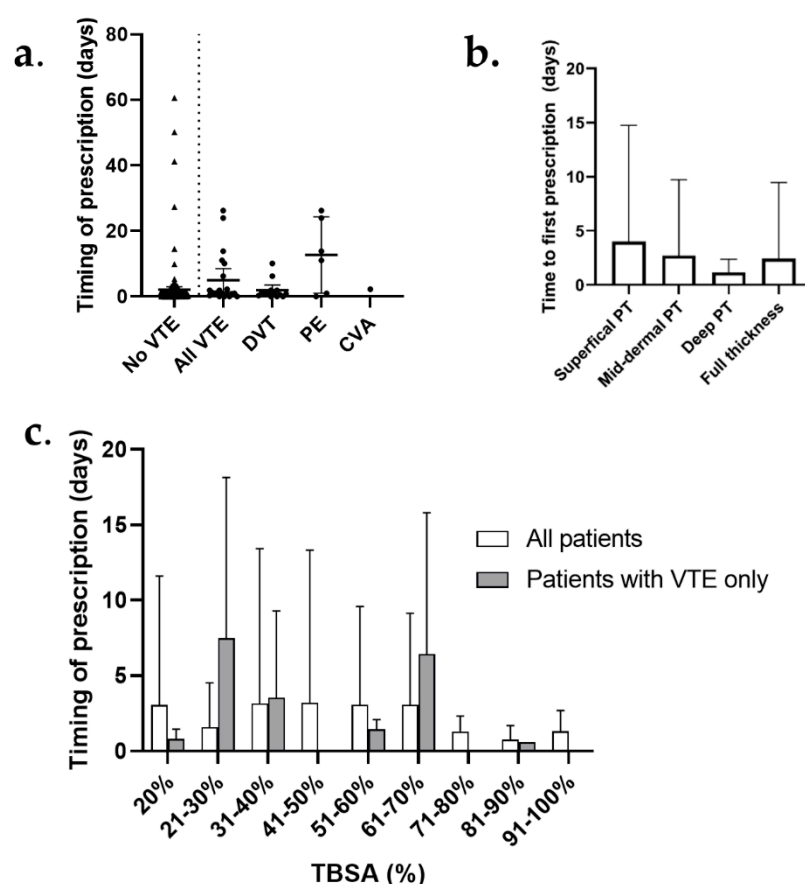 a.
Timing of prescription (days)
80
60
40
20
0
No VTE
All VTE
DVT
PE
CVA
b.
Time to first prescription (days)
20
15
10
5
0
Superfical PT
Mid-dermal PT
Deep PT
Full thickness
c.
Timing of prescription (days)
20
15
10
5
0
All patients
Patients with VTE only
20%
21-30%
31-40%
41-50%
51-60%
61-70%
71-80%
81-90%
91-100%
TBSA (%)